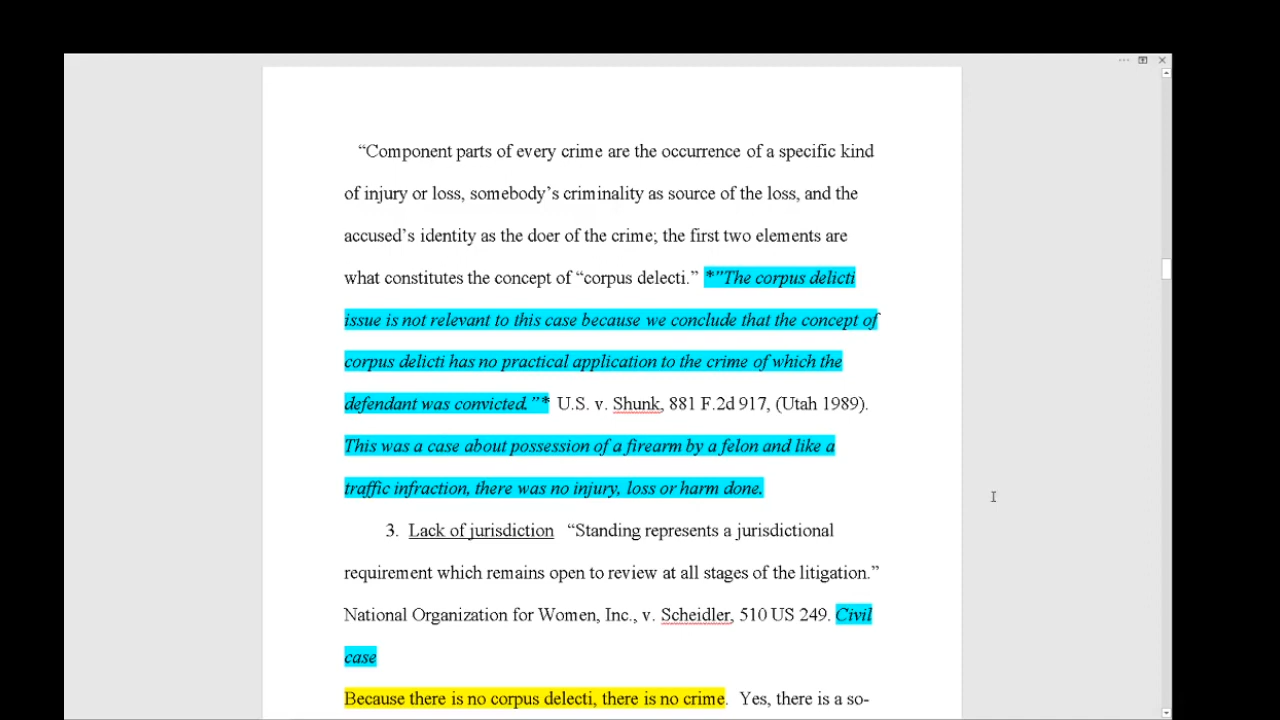 “Component parts of every crime are the occurrence of a specific kind
of injury or loss, somebody’s criminality as source of the loss, and the
accused’s identity as the doer of the crime; the first two elements are
what constitutes the concept of “corpus delecti.” *”The corpus delicti
issue is not relevant to this case because we conclude that the concept of
corpus delicti has no practical application to the crime of which the
defendant was convicted.”* U.S. v. Shunk, 881 F.2d 917, (Utah 1989).
This was a case about possession of a firearm by a felon and like a
traffic infraction, there was no injury, loss or harm done.
3. Lack of jurisdiction “Standing represents a jurisdictional
requirement which remains open to review at all stages of the litigation.”
National Organization for Women, Inc., v. Scheidler, 510 US 249. Civil
case
Because there is no corpus delecti, there is no crime. Yes, there is a so-